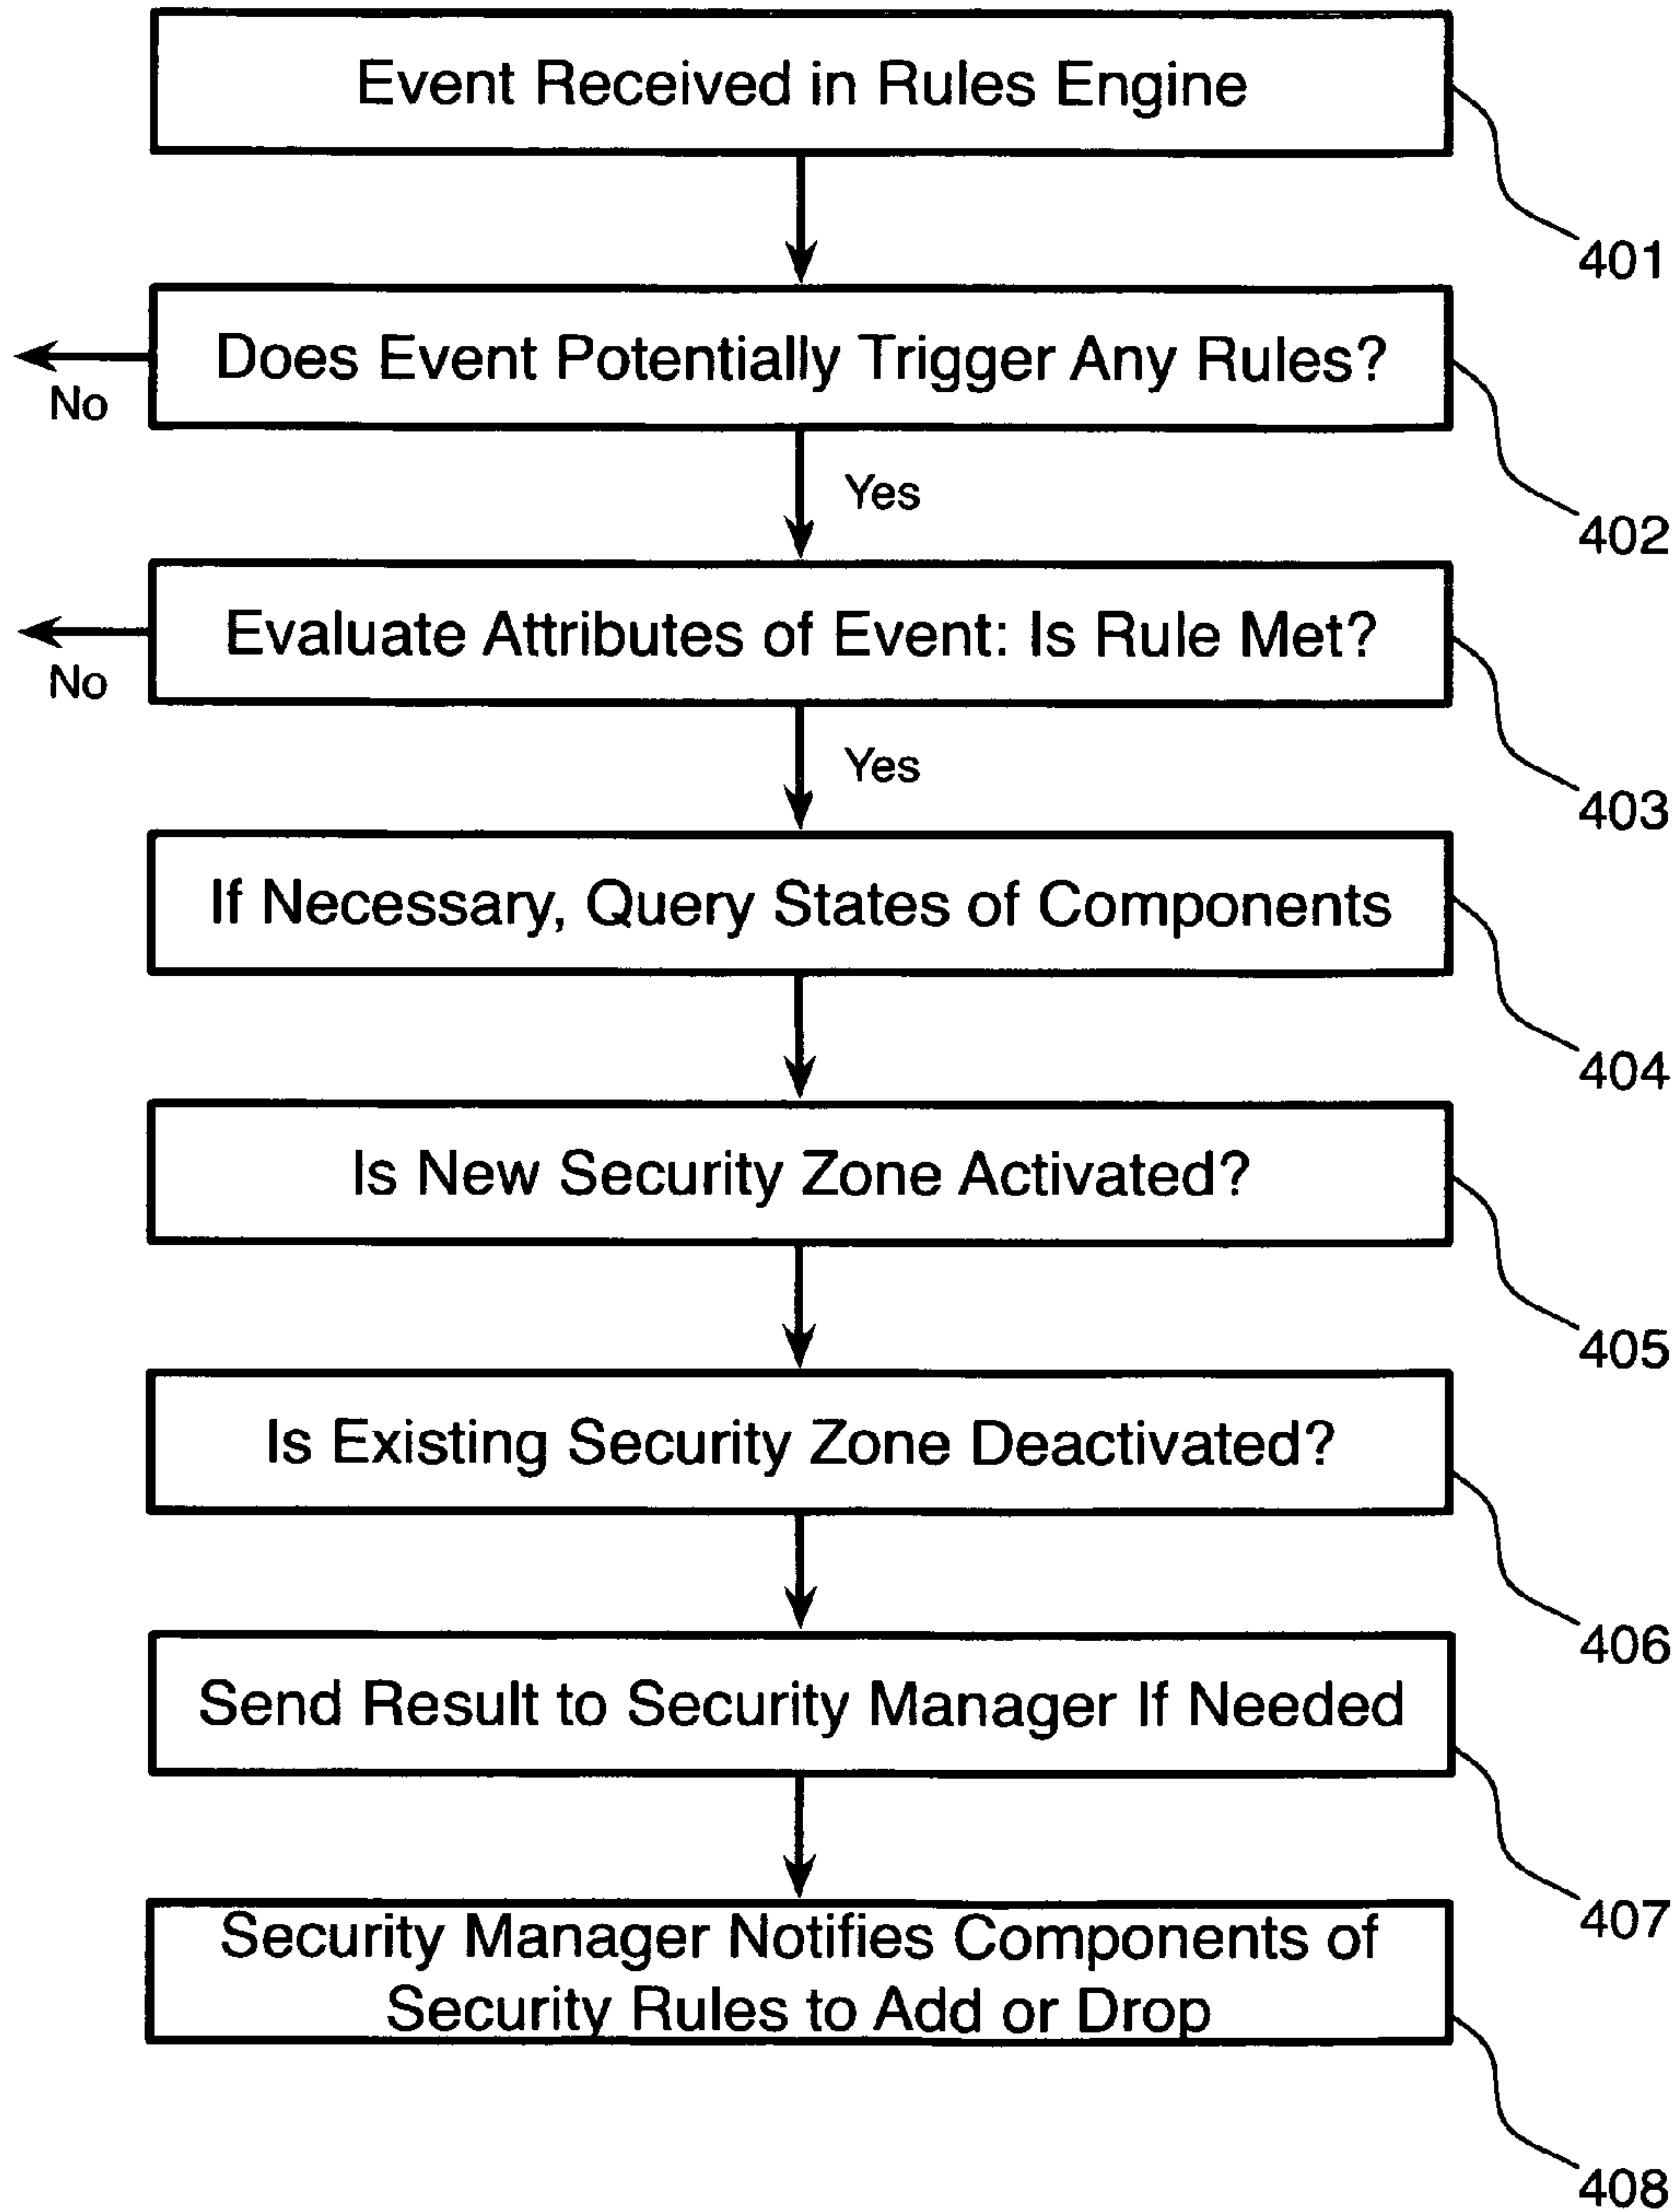 Event Received in Rules Engine
401
Does Event Potentially Trigger Any Rules?
No
402
Yes
Evaluate Attributes of Event: Is Rule Met?
No
403
Yes
If Necessary, Query States of Components
404
Is New Security Zone Activated?
405
Is Existing Security Zone Deactivated?
406
Send Result to Security Manager If Needed
407
Security Manager Notifies Components of
Security Rules to Add or Drop
408